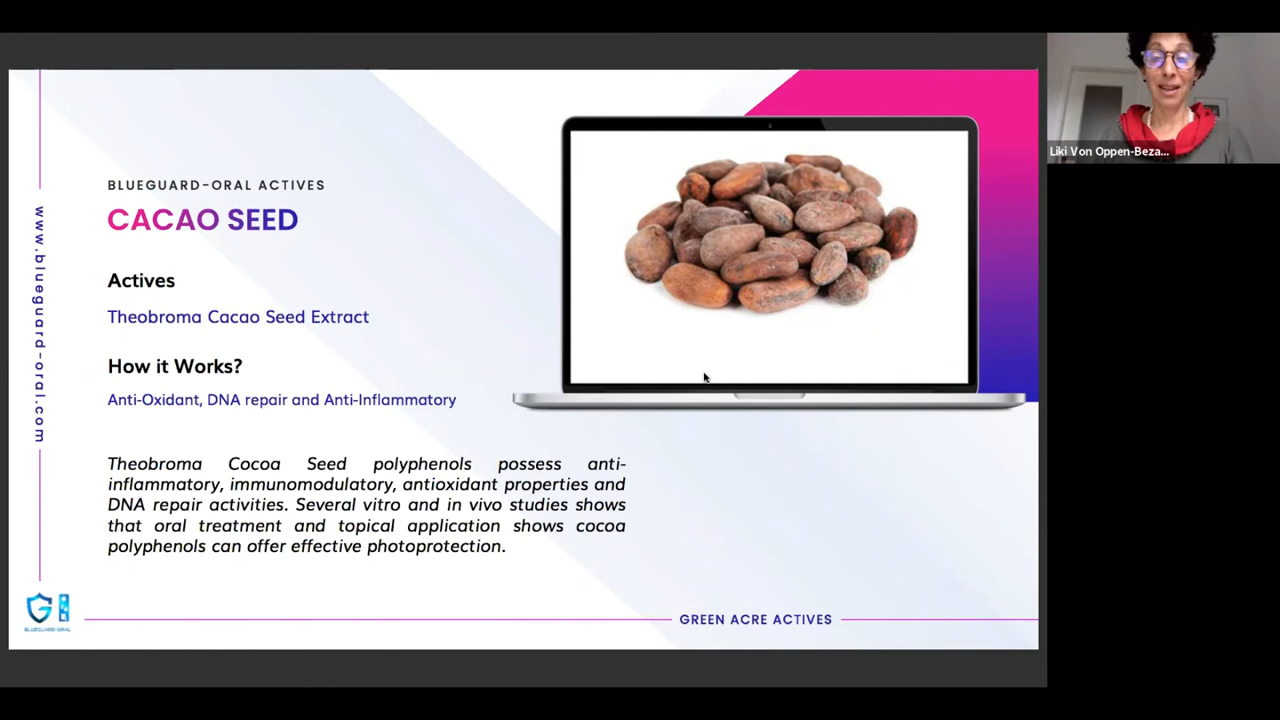 BLUEGUARD-ORAL ACTIVES
CACAO SEED
Actives
Theobroma Cacao Seed Extract
How it Works?
Anti-Oxidant, DNA repair and Anti-Inflammatory
Theobroma Cocoa Seed polyphenols possess anti-
inflammatory, immunomodulatory, antioxidant properties and
DNA repair activities. Several vitro and in vivo studies shows
that oral treatment and topical application shows cocoa
polyphenols can offer effective photoprotection.
www.blueguard-oral.com
BLUEGUARD-ORAL
GREEN ACRE ACTIVES
Liki Von Oppen-Beza...